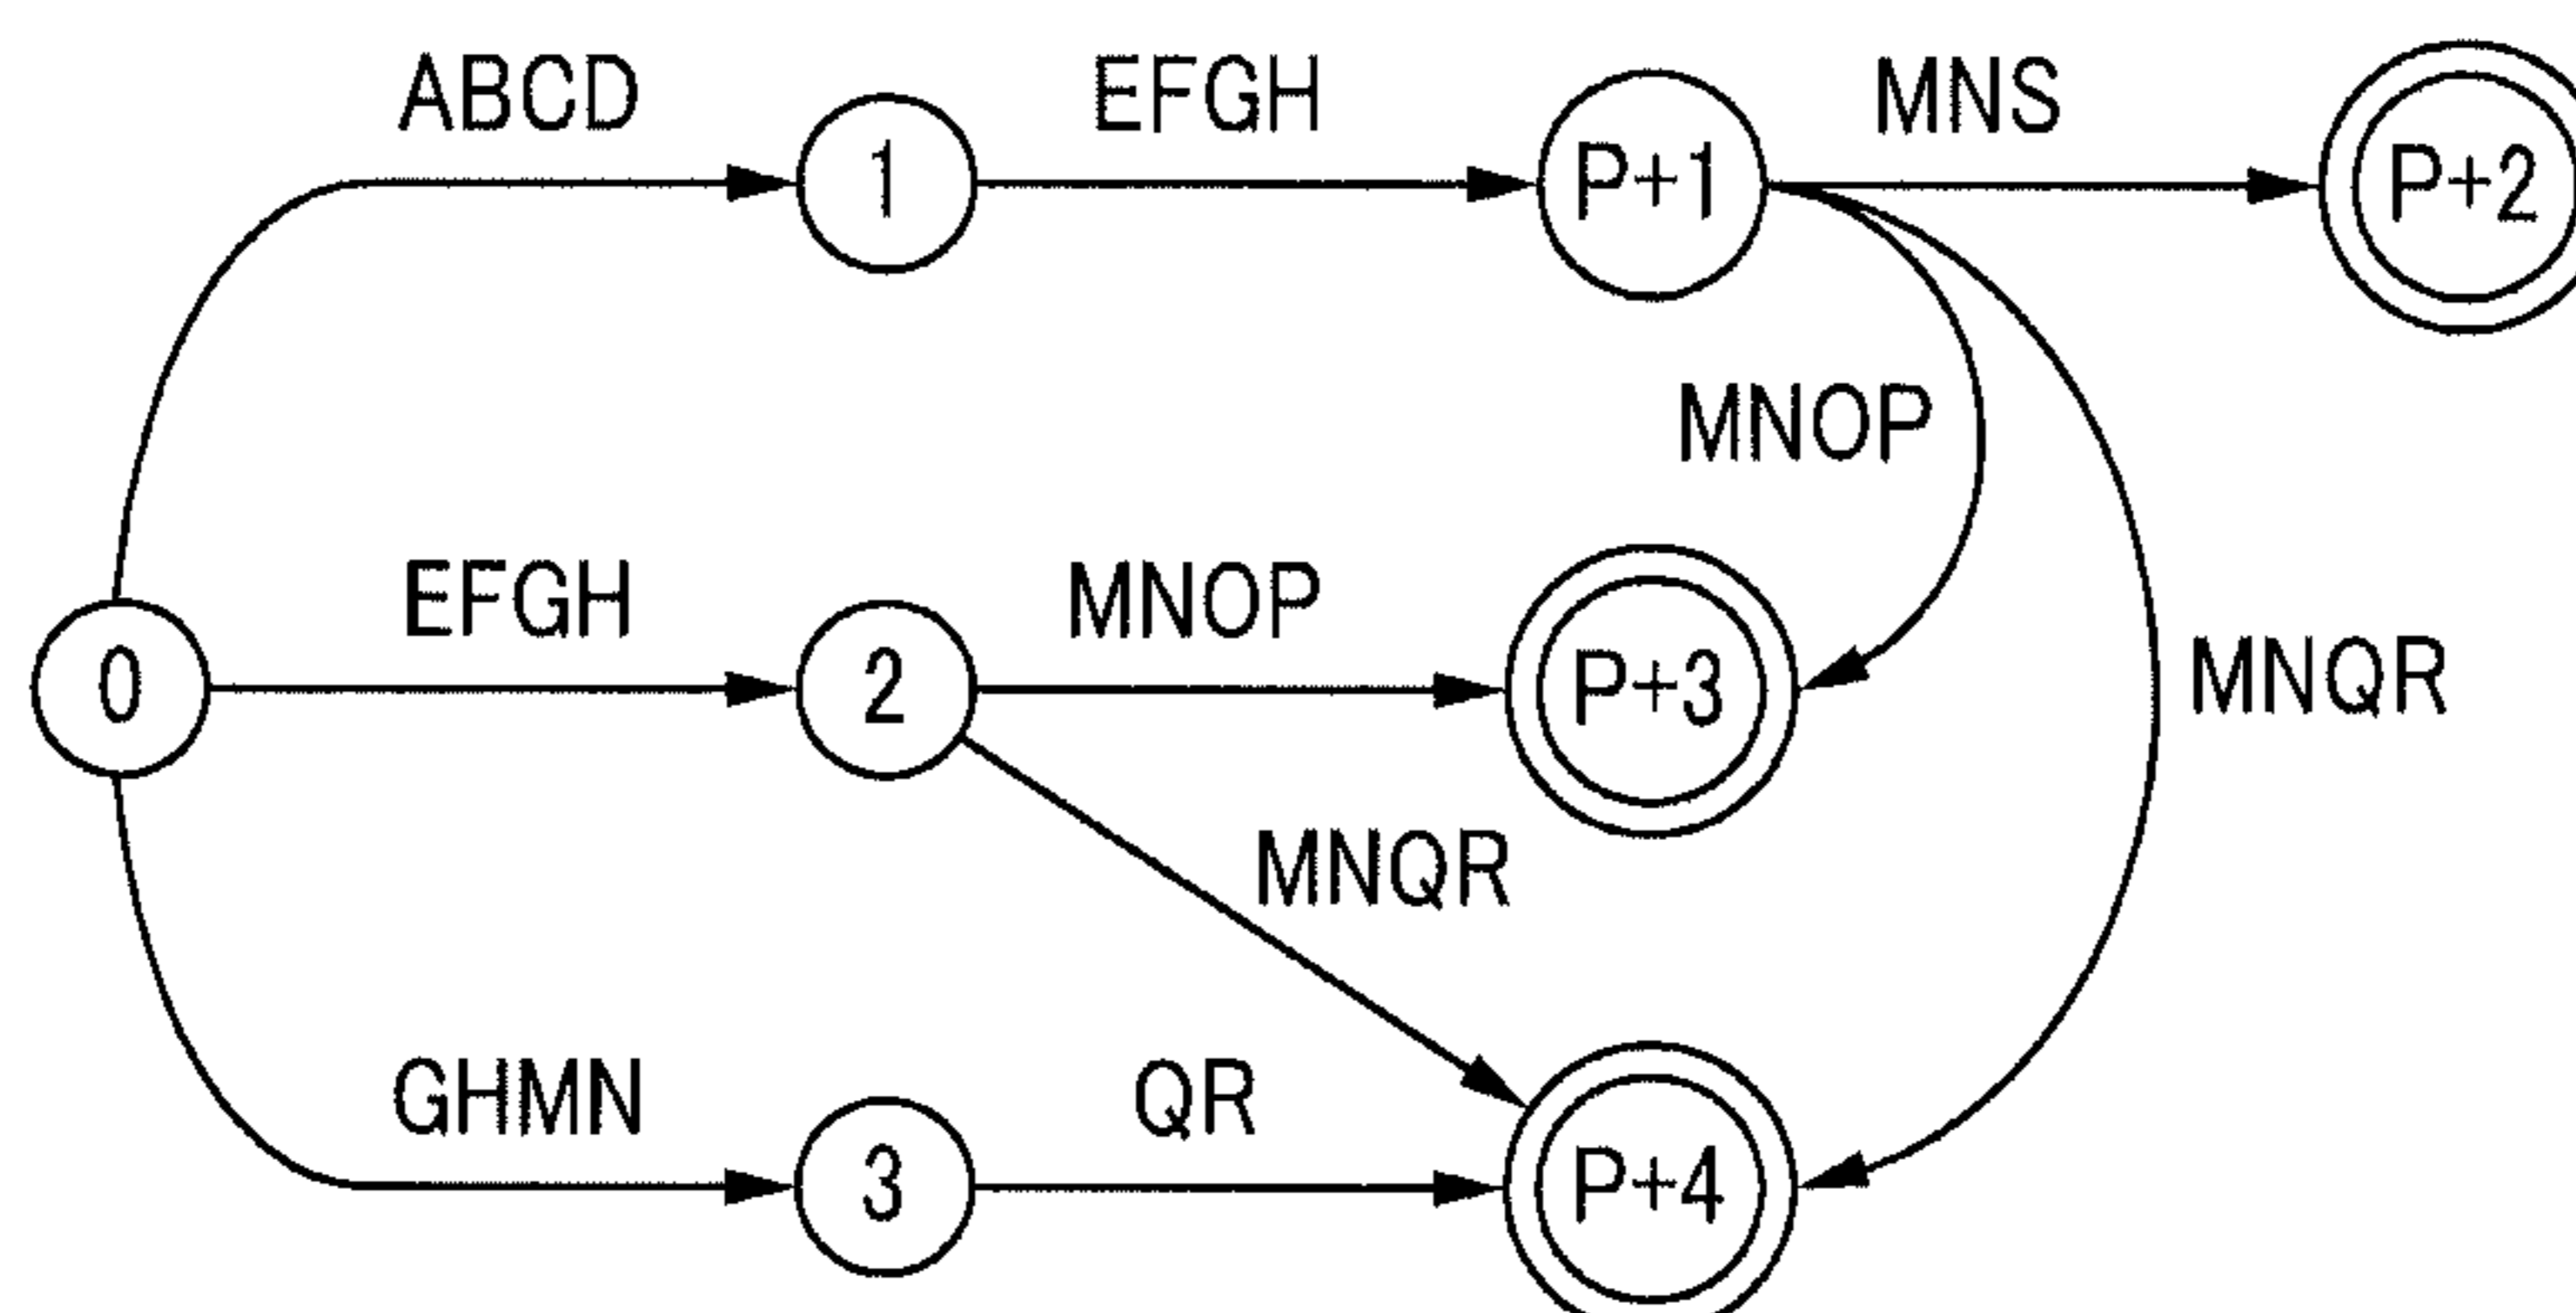 ABCD EFGH MNS
1 P+1 P+2
MNOP
EFGH MNOP
0 2 P+3 MNQR
MNQR
GHMN QR
3 P+4